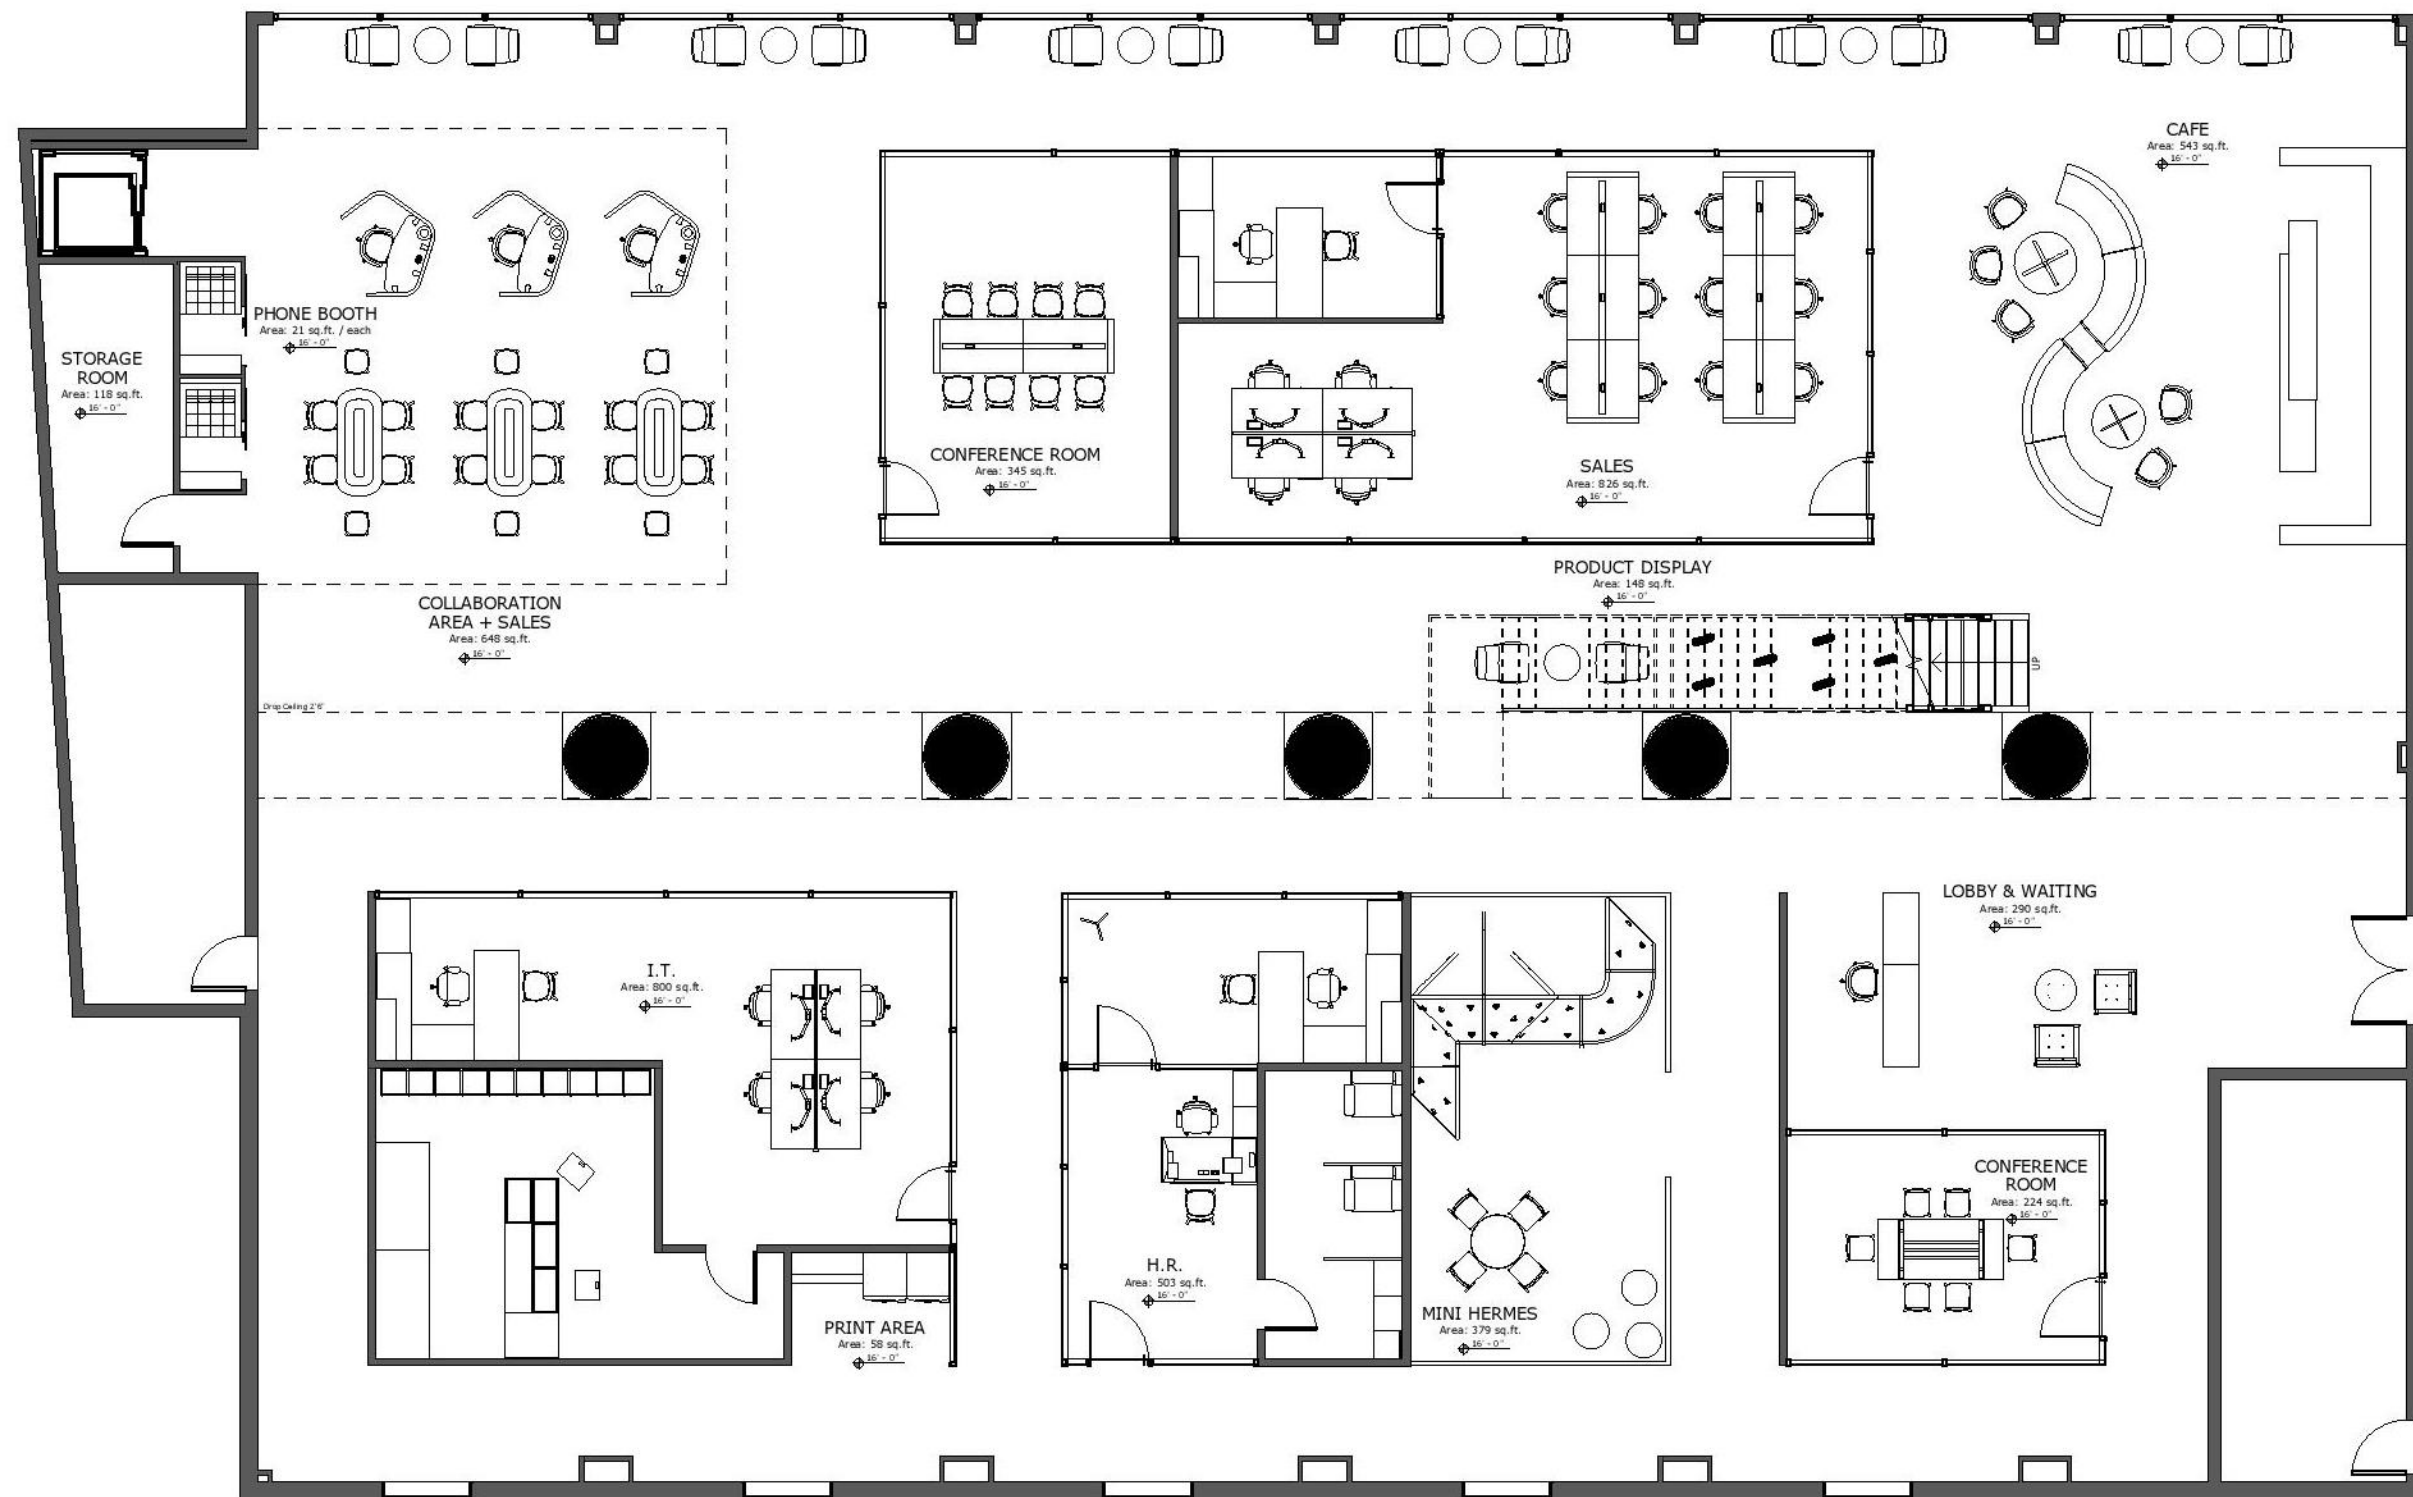 CAFE
Area: 543 sq.ft.
16' - 0"
PHONE BOOTH
Area: 21 sq.ft. / each
16' - 0"
STORAGE
ROOM
Area: 118 sq.ft.
16' - 0"
CONFERENCE ROOM
Area: 345 sq.ft.
16' - 0"
SALES
Area: 826 sq.ft.
16' - 0"
PRODUCT DISPLAY
Area: 148 sq.ft.
16' - 0"
COLLABORATION
AREA + SALES
Area: 648 sq.ft.
16' - 0"
UP
Drop Ceiling 2'6"
LOBBY & WAITING
Area: 290 sq.ft.
16' - 0"
I.T.
Area: 800 sq.ft.
16' - 0"
CONFERENCE
ROOM
Area: 224 sq.ft.
16' - 0"
H.R.
Area: 503 sq.ft.
16' - 0"
MINI HERMES
Area: 379 sq.ft.
16' - 0"
PRINT AREA
Area: 58 sq.ft.
16' - 0"